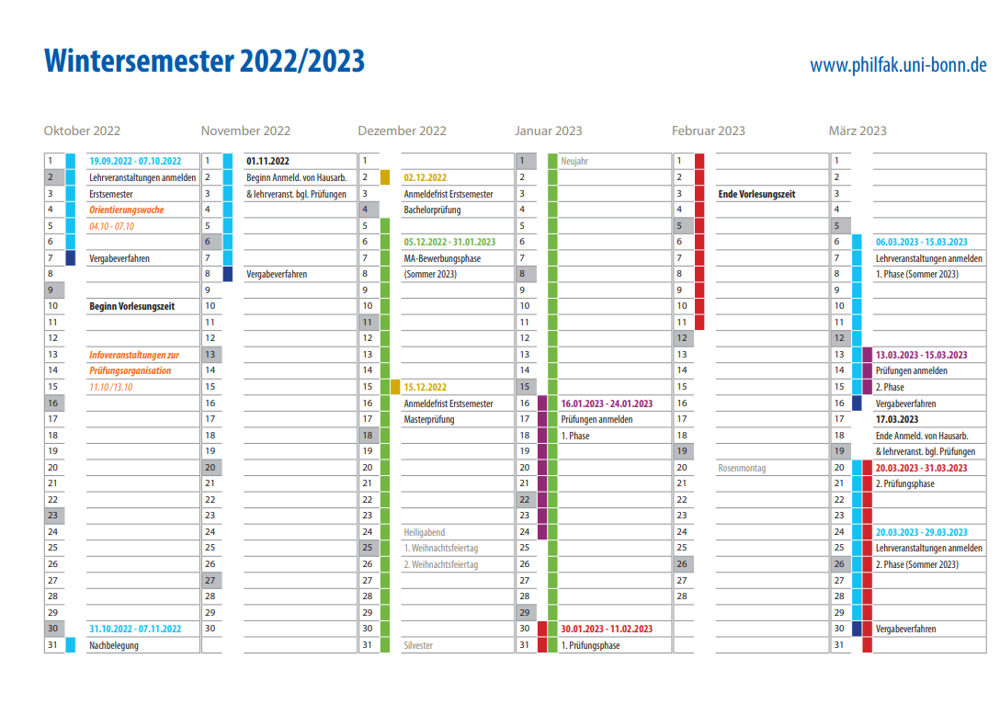 Wintersemester 2022/2023
www.philfak.uni-bonn.de
Oktober 2022
1 19.09.2022 - 07.10.2022
2 Lehrveranstaltungen anmelden
3 Erstsemester
4 Orientierungswoche
5 04.10 - 07.10
6
7 Vergabeverfahren
8
9
10 Beginn Vorlesungszeit
11
12
13 Infoveranstaltungen zur
14 Prüfungsorganisation
15 11.10 /13.10
16
17
18
19
20
21
22
23
24
25
26
27
28
29
30 31.10.2022 - 07.11.2022
31 Nachbelegung
November 2022
1 01.11.2022
2 Beginn Anmeld. von Hausarb.
3 & lehrveranst. bgl. Prüfungen
4
5
6
7
8 Vergabeverfahren
9
10
11
12
13
14
15
16
17
18
19
20
21
22
23
24
25
26
27
28
29
30
Dezember 2022
1
2 02.12.2022
3 Anmeldefrist Erstsemester
4 Bachelorprüfung
5
6 05.12.2022 - 31.01.2023
7 MA-Bewerbungsphase
8 (Sommer 2023)
9
10
11
12
13
14
15 15.12.2022
16 Anmeldefrist Erstsemester
17 Masterprüfung
18
19
20
21
22
23
24 Heiligabend
25 1. Weihnachtsfeiertag
26 2. Weihnachtsfeiertag
27
28
29
30
31 Silvester
Januar 2023
1 Neujahr
2
3
4
5
6
7
8
9
10
11
12
13
14
15
16 16.01.2023 - 24.01.2023
17 Prüfungen anmelden
18 1. Phase
19
20
21
22
23
24
25
26
27
28
29
30 30.01.2023 - 11.02.2023
31 1. Prüfungsphase
Februar 2023
1
2
3 Ende Vorlesungszeit
4
5
6
7
8
9
10
11
12
13
14
15
16
17
18
19
20 Rosenmontag
21
22
23
24
25
26
27
28
März 2023
1
2
3
4
5
6 06.03.2023 - 15.03.2023
7 Lehrveranstaltungen anmelden
8 1. Phase (Sommer 2023)
9
10
11
12
13 13.03.2023 - 15.03.2023
14 Prüfungen anmelden
15 2. Phase
16 Vergabeverfahren
17 17.03.2023
18 Ende Anmeld. von Hausarb.
19 & lehrveranst. bgl. Prüfungen
20 20.03.2023 - 31.03.2023
21 2. Prüfungsphase
22
23
24 20.03.2023 - 29.03.2023
25 Lehrveranstaltungen anmelden
26 2. Phase (Sommer 2023)
27
28
29
30 Vergabeverfahren
31